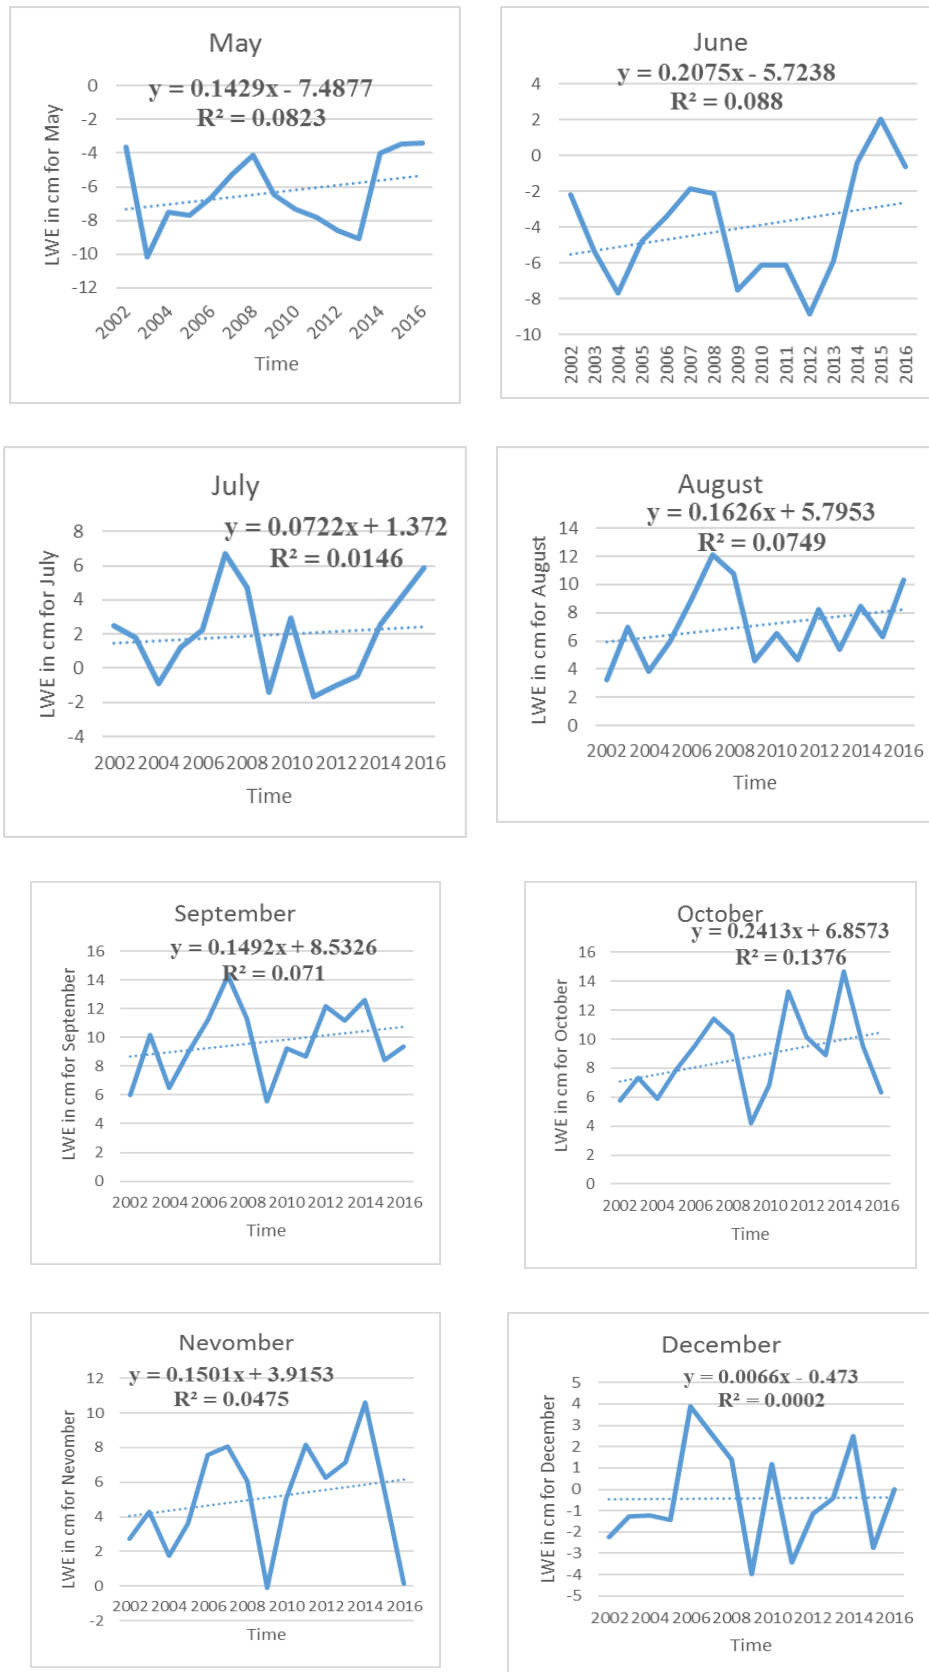 May
y = 0.1429x - 7.4877
R² = 0.0823
LWE in cm for May
0
-2
-4
-6
-8
-10
-12
2002 2004 2006 2008 2010 2012 2014 2016
Time
June
y = 0.2075x - 5.7238
R² = 0.088
4
2
0
-2
-4
-6
-8
-10
2002 2003 2004 2005 2006 2007 2008 2009 2010 2011 2012 2013 2014 2015 2016
July
y = 0.0722x + 1.372
R² = 0.0146
LWE in cm for July
8
6
4
2
0
-2
-4
2002 2004 2006 2008 2010 2012 2014 2016
Time
August
y = 0.1626x + 5.7953
R² = 0.0749
LWE in cm for August
14
12
10
8
6
4
2
0
2002 2004 2006 2008 2010 2012 2014 2016
Time
September
y = 0.1492x + 8.5326
R² = 0.071
LWE in cm for September
16
14
12
10
8
6
4
2
0
2002 2004 2006 2008 2010 2012 2014 2016
Time
October
y = 0.2413x + 6.8573
R² = 0.1376
LWE in cm for October
16
14
12
10
8
6
4
2
0
2002 2004 2006 2008 2010 2012 2014 2016
Time
Nevomber
y = 0.1501x + 3.9153
R² = 0.0475
LWE in cm for Nevomber
12
10
8
6
4
2
0
-2
2002 2004 2006 2008 2010 2012 2014 2016
Time
December
y = 0.0066x - 0.473
R² = 0.0002
LWE in cm for December
5
4
3
2
1
0
-1
-2
-3
-4
-5
2002 2004 2006 2008 2010 2012 2014 2016
Time